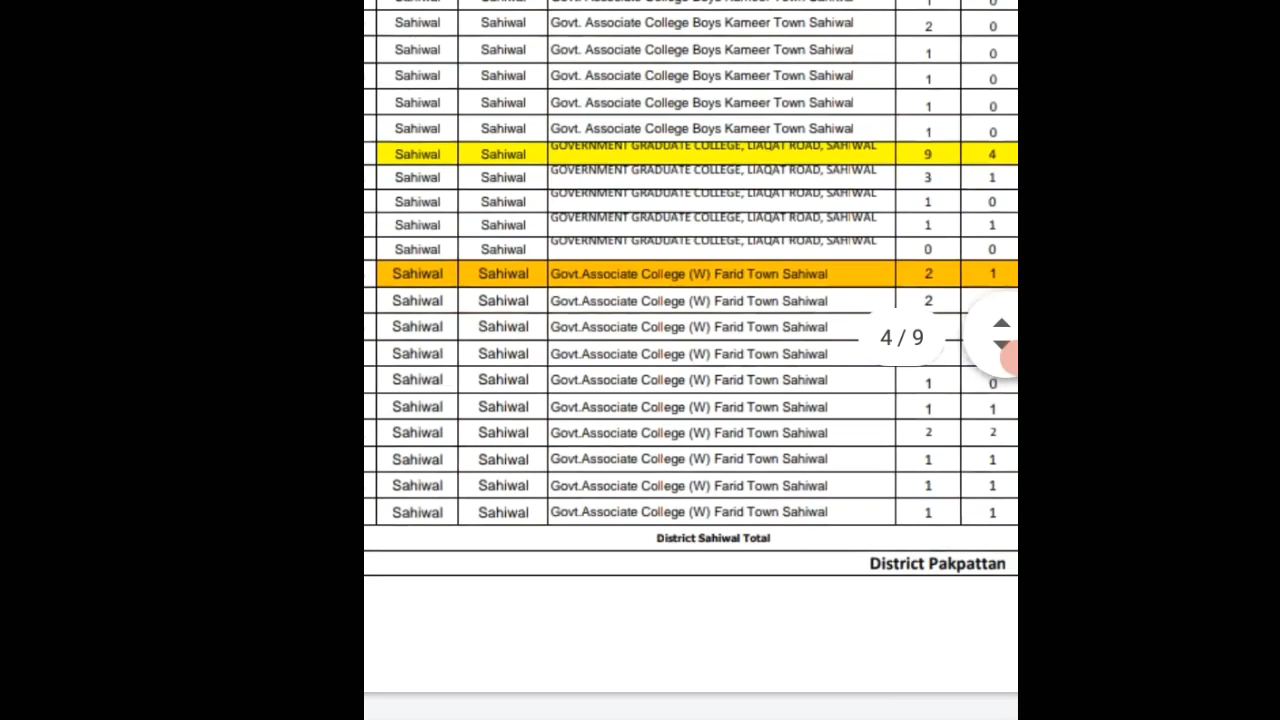 1 0
Sahiwal Sahiwal Govt. Associate College Boys Kameer Town Sahiwal 2 0
Sahiwal Sahiwal Govt. Associate College Boys Kameer Town Sahiwal 1 0
Sahiwal Sahiwal Govt. Associate College Boys Kameer Town Sahiwal 1 0
Sahiwal Sahiwal Govt. Associate College Boys Kameer Town Sahiwal 1 0
Sahiwal Sahiwal Govt. Associate College Boys Kameer Town Sahiwal 1 0
Sahiwal Sahiwal GOVERNMENT GRADUATE COLLEGE, LIAQAT ROAD, SAHIWAL 9 4
Sahiwal Sahiwal GOVERNMENT GRADUATE COLLEGE, LIAQAT ROAD, SAHIWAL 3 1
Sahiwal Sahiwal GOVERNMENT GRADUATE COLLEGE, LIAQAT ROAD, SAHIWAL 1 0
Sahiwal Sahiwal GOVERNMENT GRADUATE COLLEGE, LIAQAT ROAD, SAHIWAL 1 1
Sahiwal Sahiwal GOVERNMENT GRADUATE COLLEGE, LIAQAT ROAD, SAHIWAL 0 0
Sahiwal Sahiwal Govt.Associate College (W) Farid Town Sahiwal 2 1
Sahiwal Sahiwal Govt.Associate College (W) Farid Town Sahiwal 2
Sahiwal Sahiwal Govt.Associate College (W) Farid Town Sahiwal
4 / 9
Sahiwal Sahiwal Govt.Associate College (W) Farid Town Sahiwal
Sahiwal Sahiwal Govt.Associate College (W) Farid Town Sahiwal 1 0
Sahiwal Sahiwal Govt.Associate College (W) Farid Town Sahiwal 1 1
Sahiwal Sahiwal Govt.Associate College (W) Farid Town Sahiwal 2 2
Sahiwal Sahiwal Govt.Associate College (W) Farid Town Sahiwal 1 1
Sahiwal Sahiwal Govt.Associate College (W) Farid Town Sahiwal 1 1
Sahiwal Sahiwal Govt.Associate College (W) Farid Town Sahiwal 1 1
District Sahiwal Total
District Pakpattan